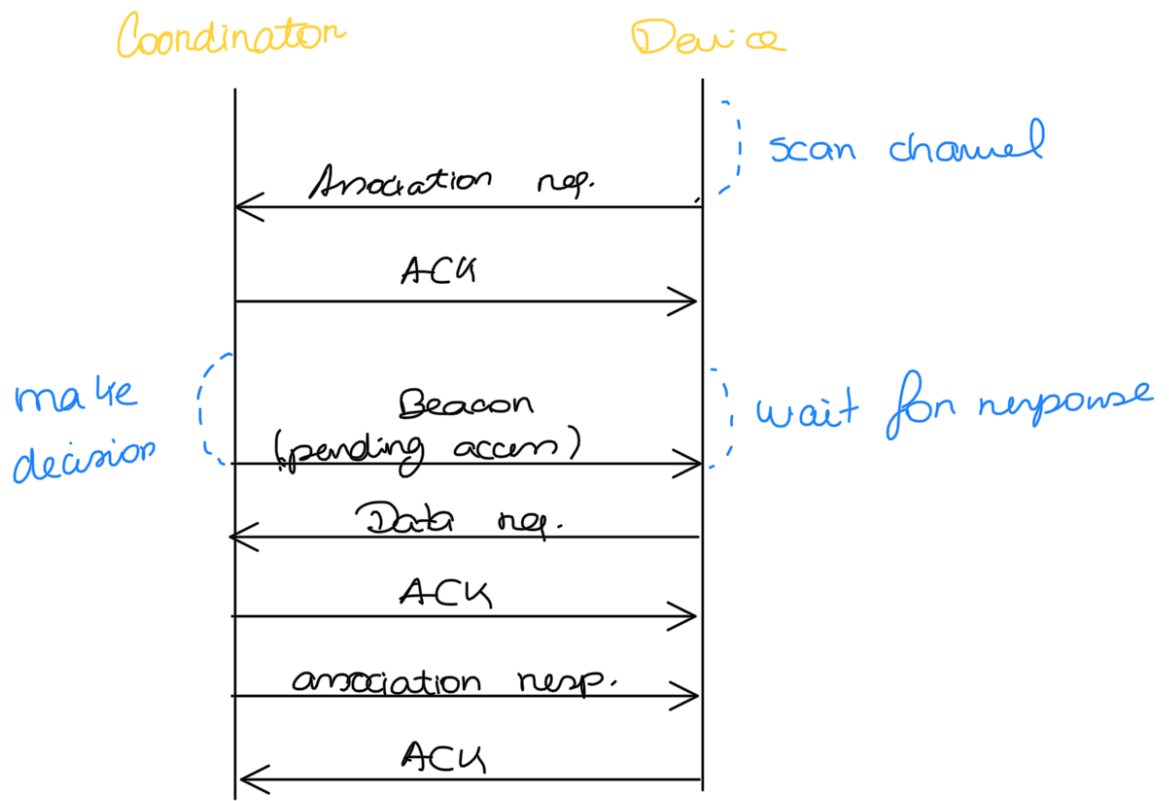 Coordinator
Device
scan channel
Association req.
ACK
make
decision
Beacon
(pending access)
wait for response
Data req.
ACK
association resp.
ACK